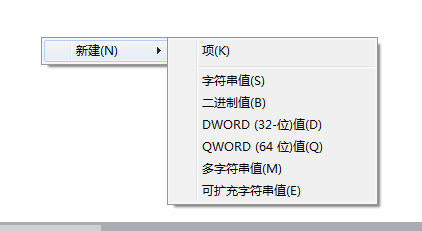 新建(N)
项(K)
字符串值(S)
二进制值(B)
DWORD (32-位)值(D)
QWORD (64 位)值(Q)
多字符串值(M)
可扩充字符串值(E)